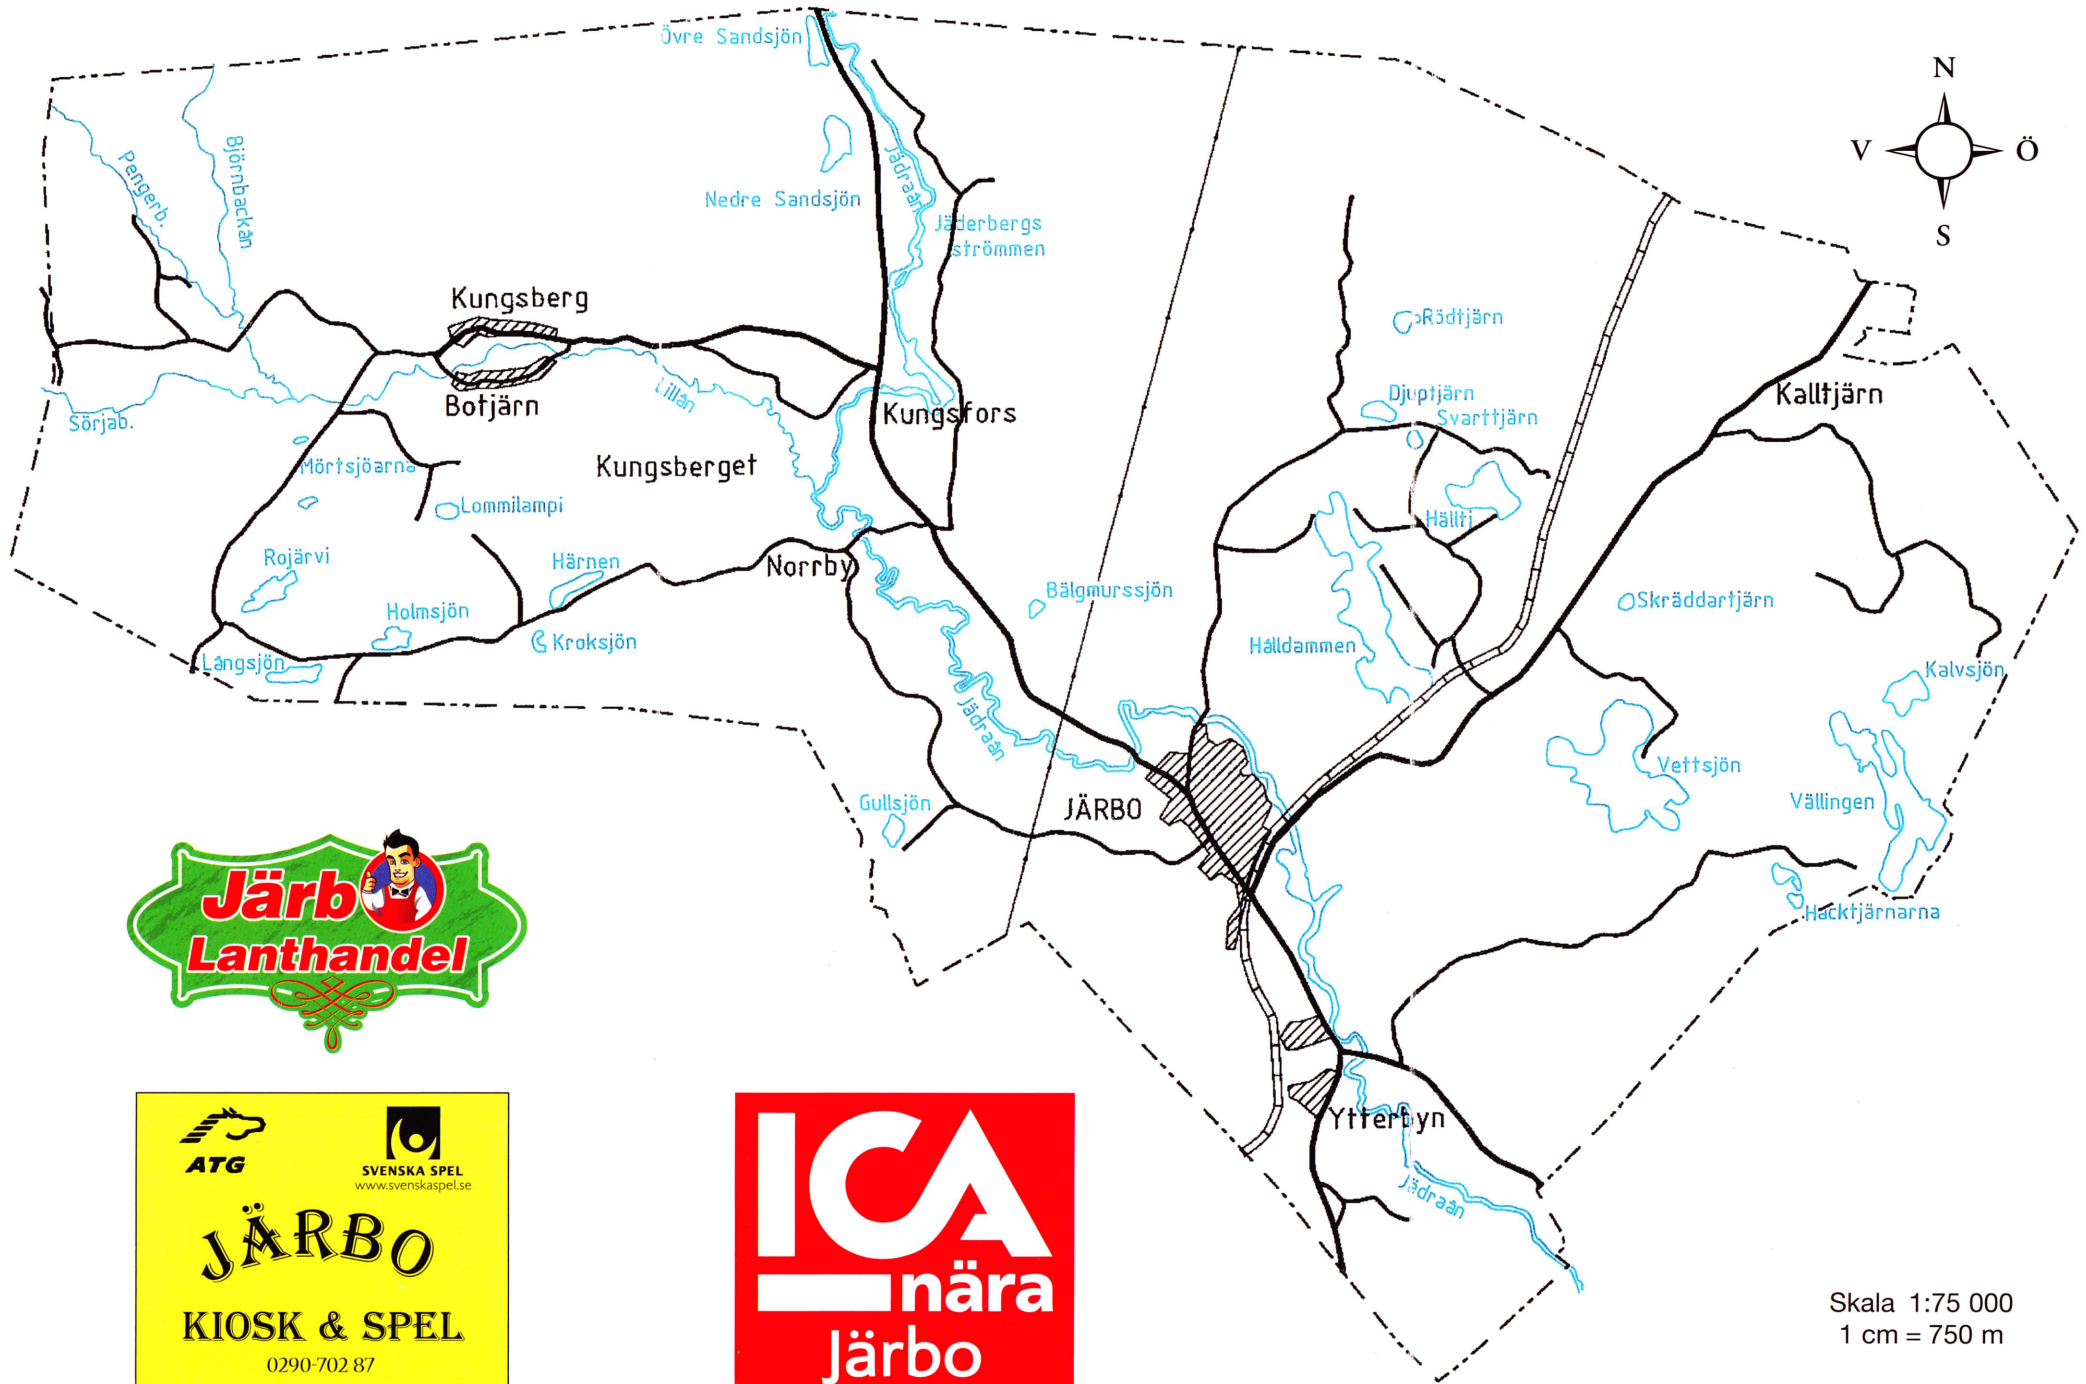 Övre Sandsjön
N
V
Ö
S
Björnbackån
Pengerb.
Jädraån
Nedre Sandsjön
Jäderbergs
strömmen
Kungsberg
Rödtjärn
Lillån
Djuptjärn
Kalltjärn
Botjärn
Kungsfors
Svarttjärn
Sörjab.
Mörtsjöarna
Kungsberget
Lommilampi
Hälltj
Rojärvi
Härnen
Norrby
Bälgmurssjön
Skräddartjärn
Holmsjön
Kroksjön
Hälldammen
Långsjön
Kalvsjön
Jädraån
Vettsjön
Gullsjön
JÄRBO
Vällingen
Hacktjärnarna
Järb
Lanthandel
Ytterbyn
Jädraån
ATG
SVENSKA SPEL
www.svenskaspel.se
JÄRBO
KIOSK & SPEL
0290-702 87
ICA
nära
Järbo
Skala 1:75 000
1 cm = 750 m